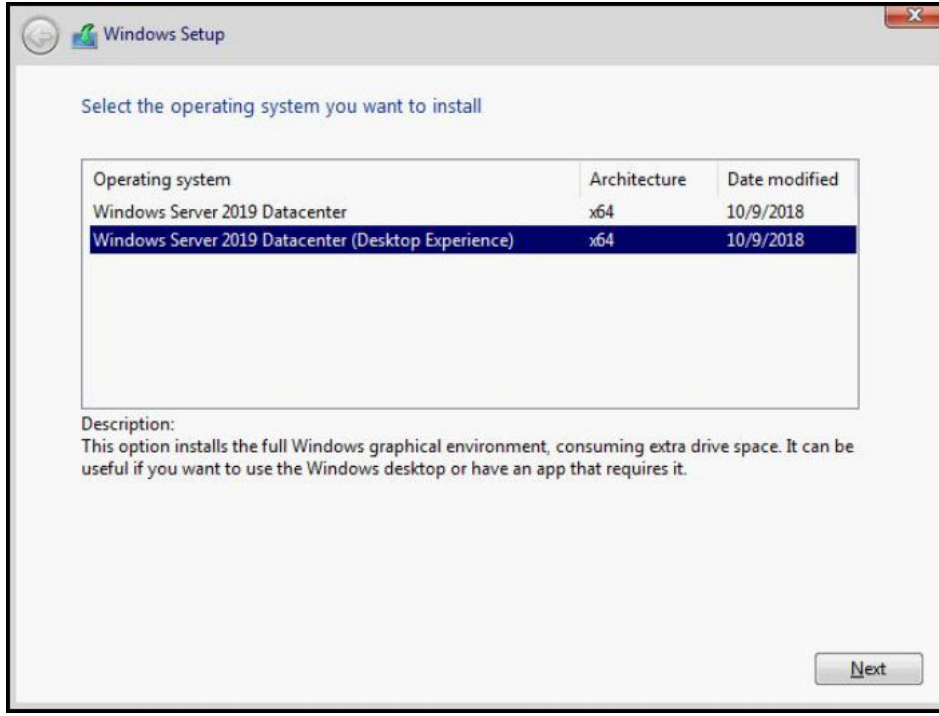 Windows Setup
Select the operating system you want to install
Operating system Architecture Date modified
Windows Server 2019 Datacenter x64 10/9/2018
Windows Server 2019 Datacenter (Desktop Experience) x64 10/9/2018
Description:
This option installs the full Windows graphical environment, consuming extra drive space. It can be
useful if you want to use the Windows desktop or have an app that requires it.
Next